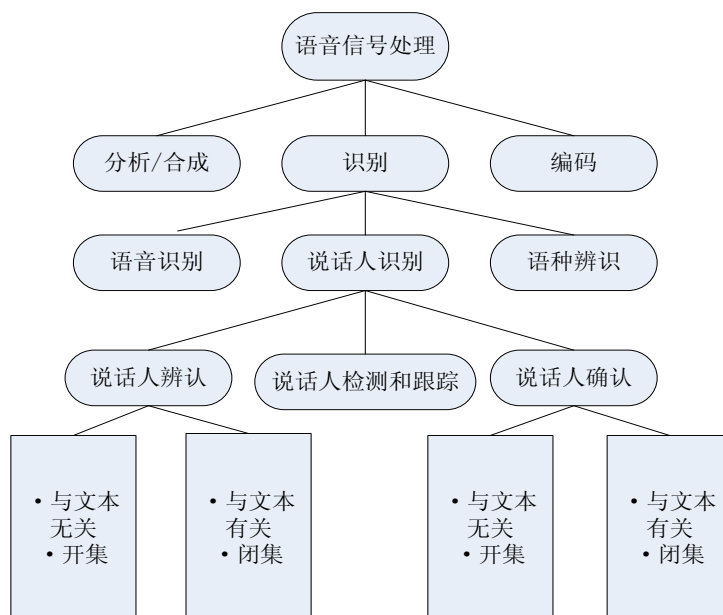 语音信号处理
分析/合成
识别
编码
语音识别
说话人识别
语种辨识
说话人辨认
说话人检测和跟踪
说话人确认
•与文本
无关
•开集
•与文本
有关
•闭集
•与文本
无关
•开集
•与文本
有关
•闭集